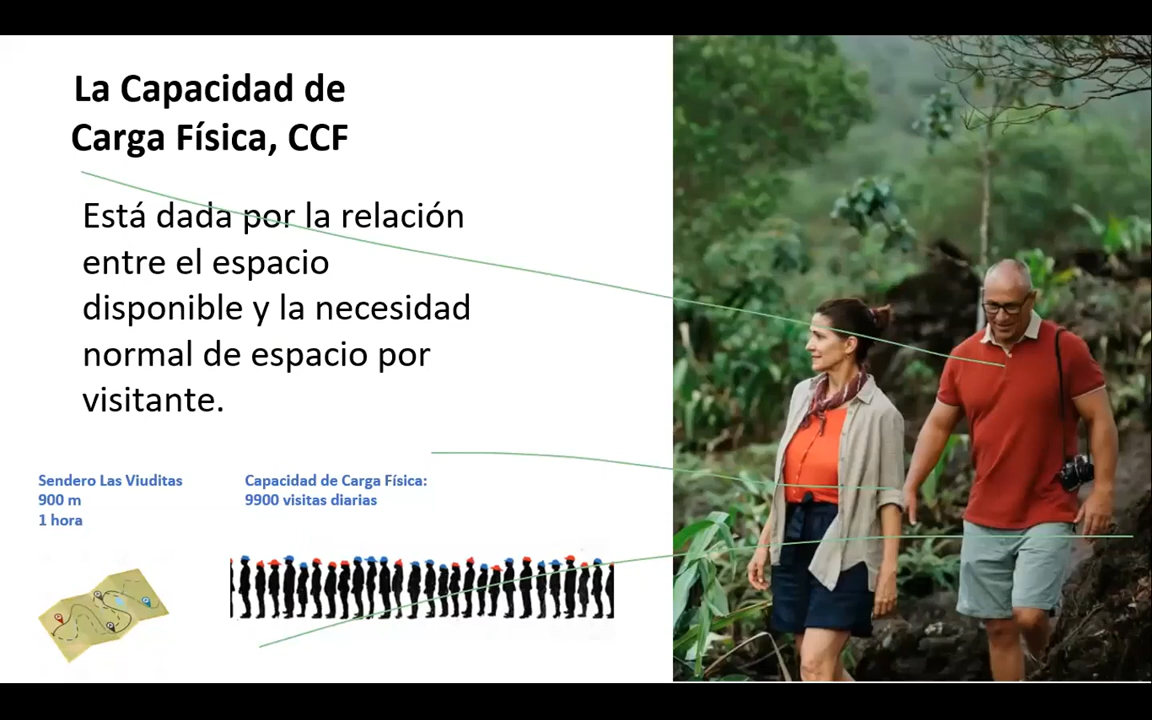 La Capacidad de
Carga Física, CCF
Está dada por la relación
entre el espacio
disponible y la necesidad
normal de espacio por
visitante.
Sendero Las Viuditas
900 m
1 hora
Capacidad de Carga Física:
9900 visitas diarias